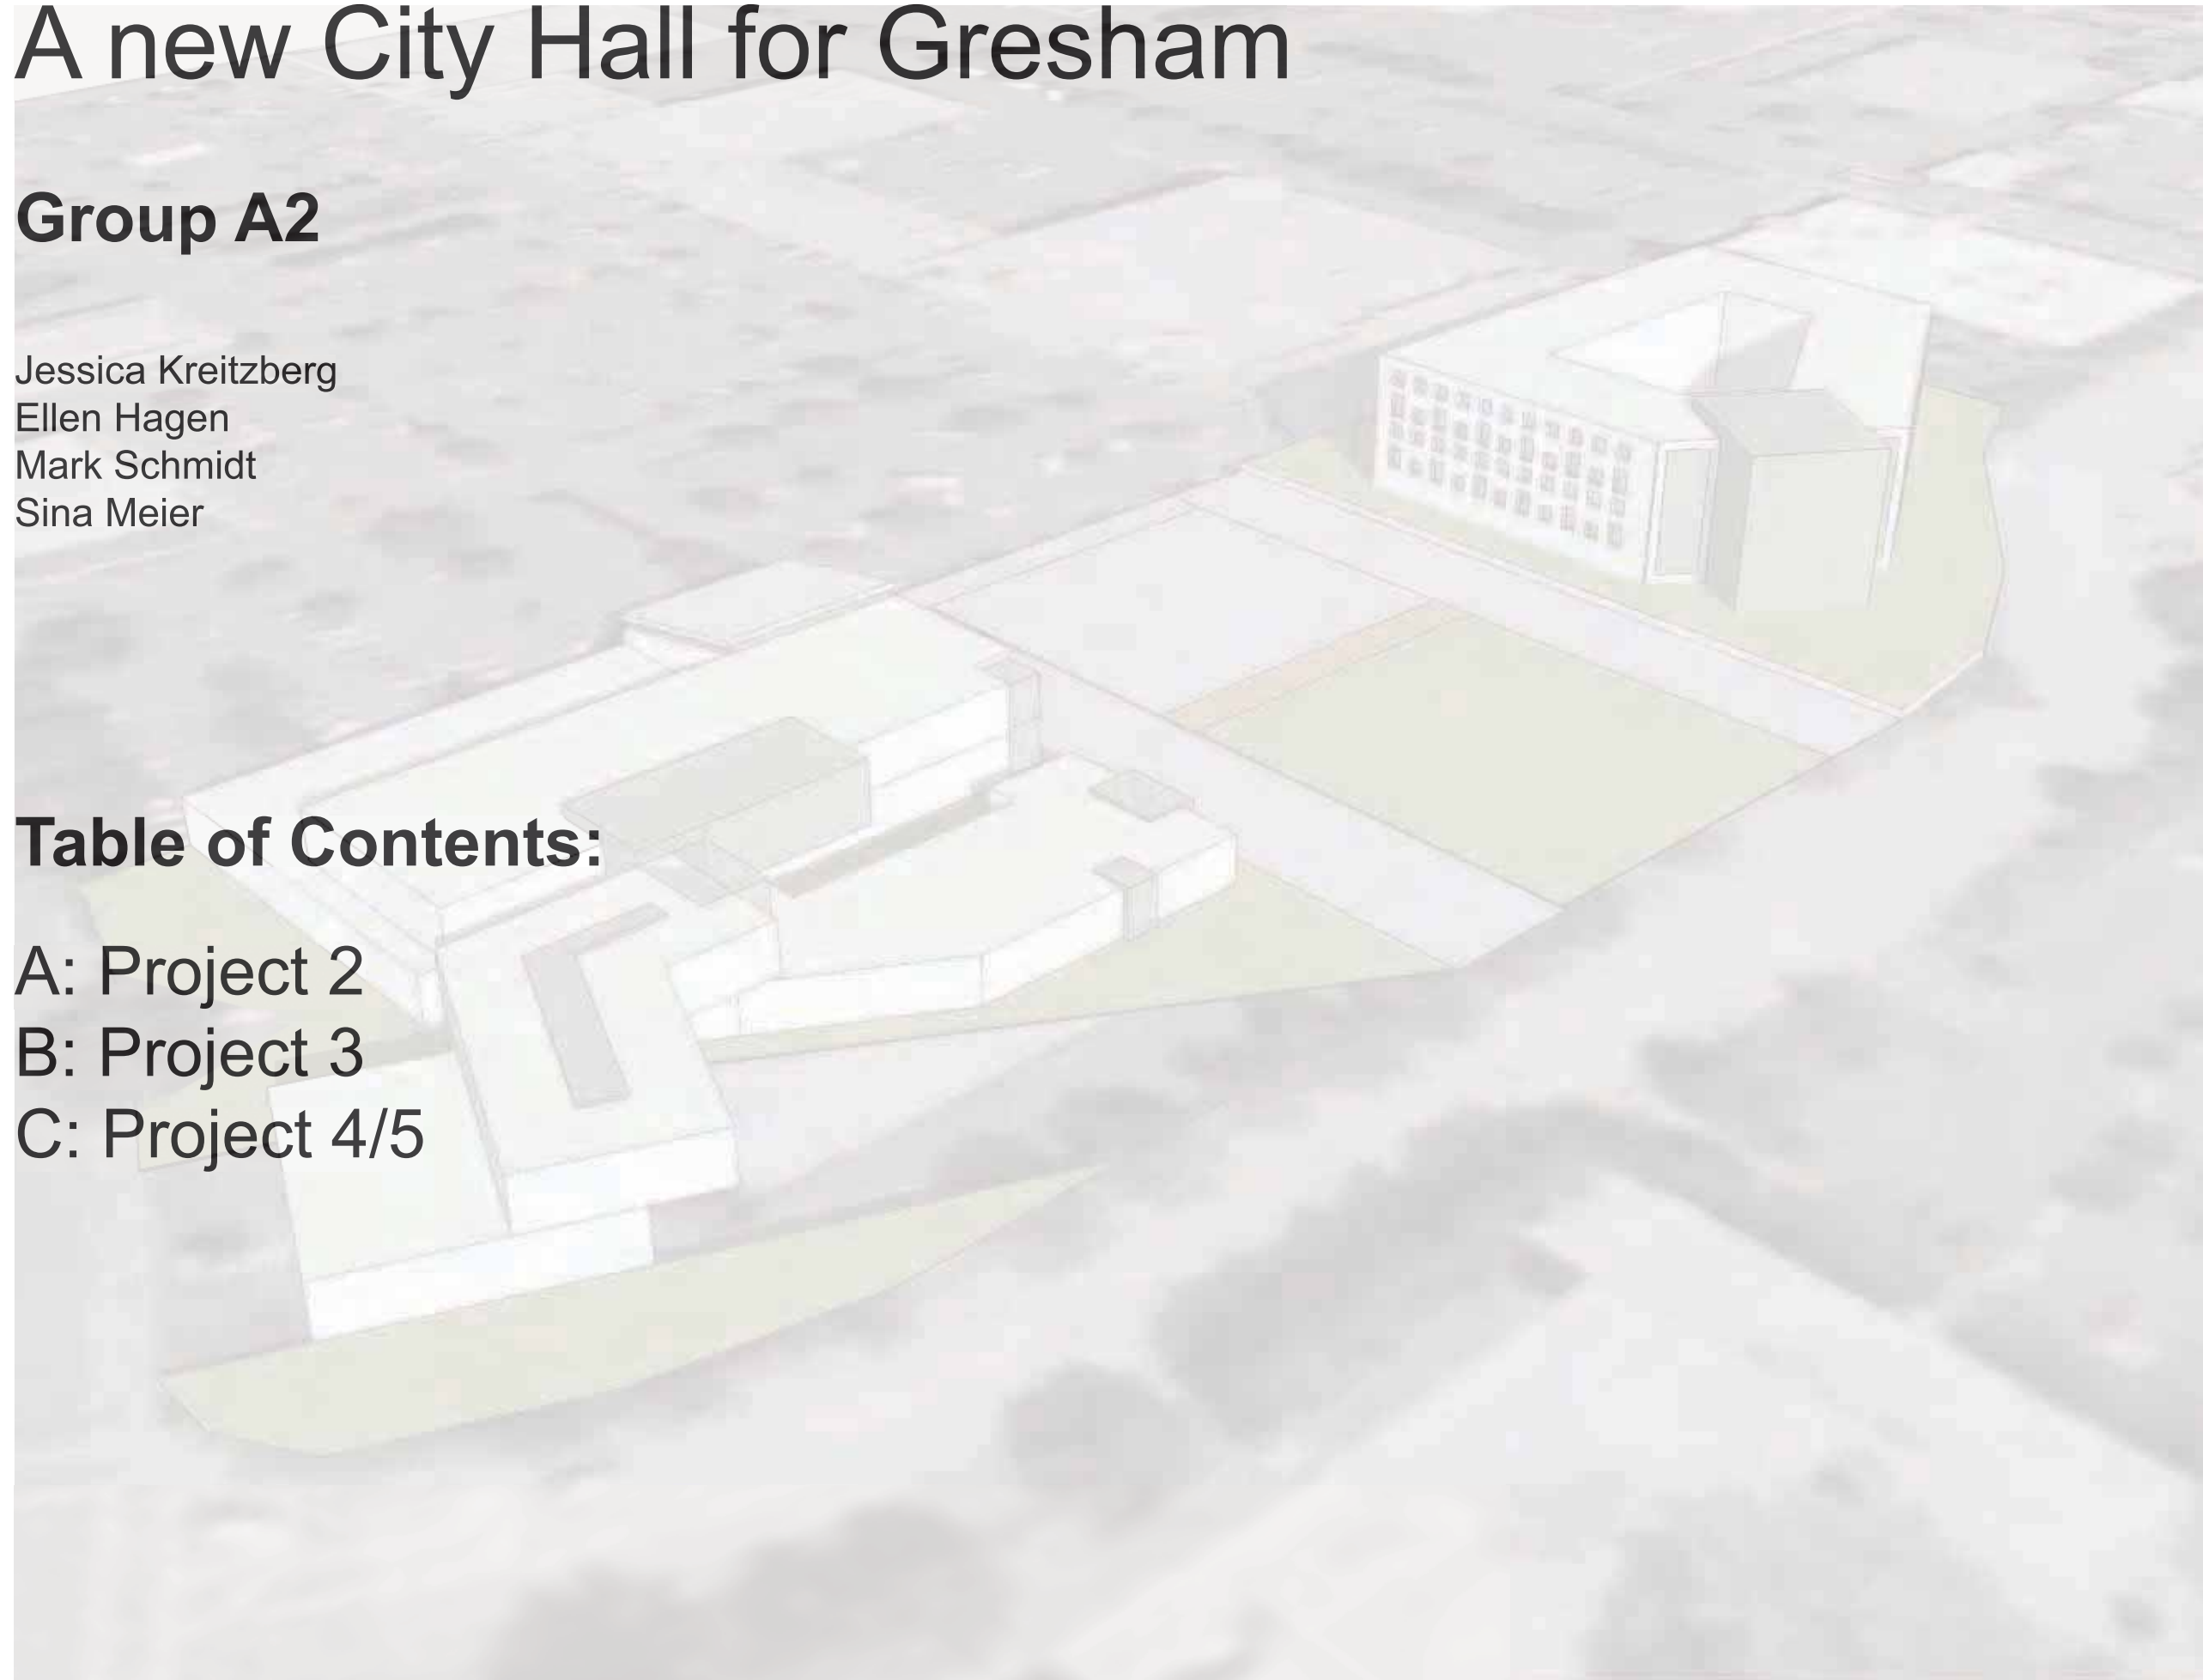 A new City Hall for Gresham
Group A2
Jessica Kreitzberg
Ellen Hagen
Mark Schmidt
Sina Meier
Table of Contents:
A: Project 2
B: Project 3
C: Project 4/5